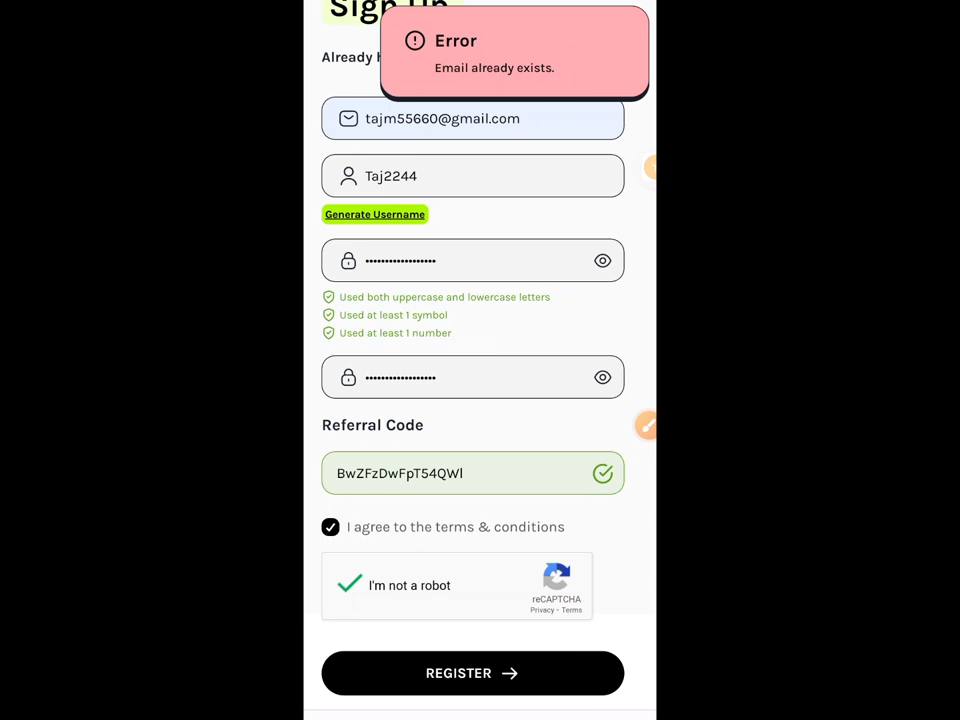 Sign Up
Error
Email already exists.
Already h
tajm55660@gmail.com
Taj2244
Generate Username
••••••••••••••••••
Used both uppercase and lowercase letters
Used at least 1 symbol
Used at least 1 number
••••••••••••••••••
Referral Code
BwZFzDwFpT54QWl
I agree to the terms & conditions
I'm not a robot
reCAPTCHA
Privacy - Terms
REGISTER